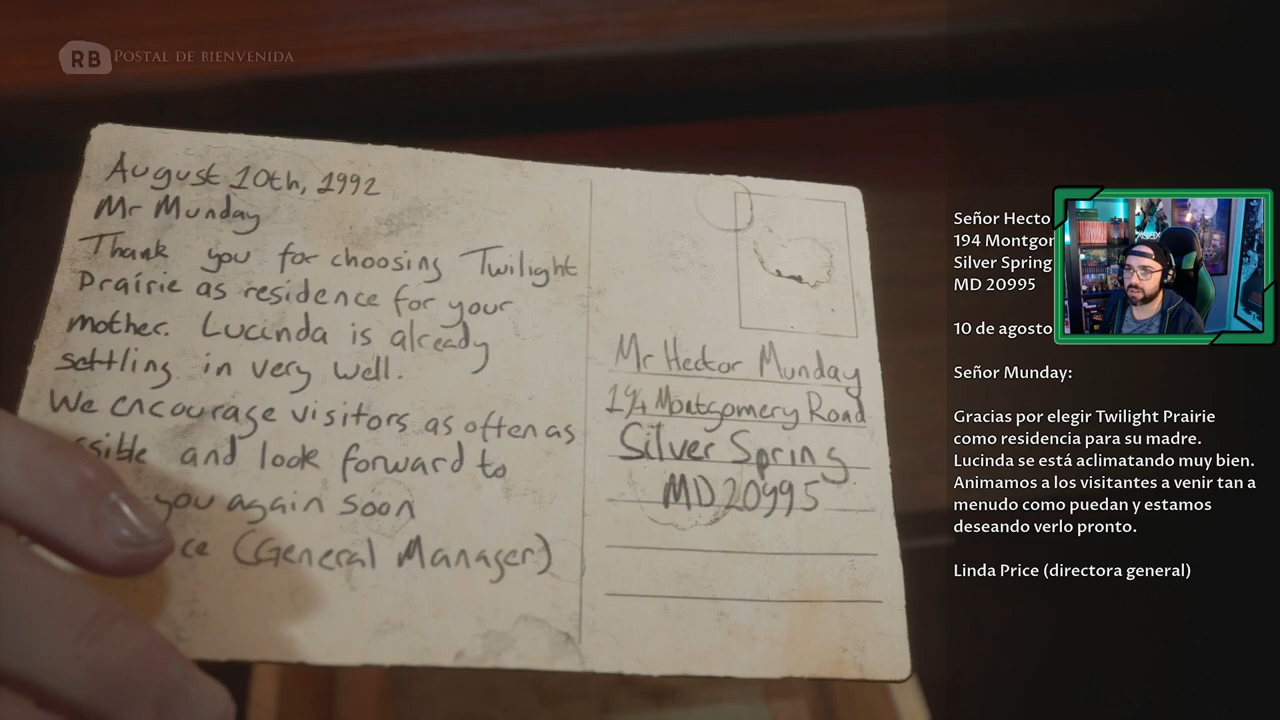 RB POSTAL DE BIENVENIDA
August 10th, 1992
Mr Munday
Thank you for choosing Twilight
Prairie as residence for your
mother. Lucinda is already
settling in very well.
We encourage visitors as often as
sible and look forward to
you again soon
ce (General Manager)
Mr Hector Munday
194 Montgomery Road
Silver Spring
MD 20995
Señor Hecto
194 Montgor
Silver Spring
MD 20995
10 de agosto
Señor Munday:
Gracias por elegir Twilight Prairie
como residencia para su madre.
Lucinda se está aclimatando muy bien.
Animamos a los visitantes a venir tan a
menudo como puedan y estamos
deseando verlo pronto.
Linda Price (directora general)